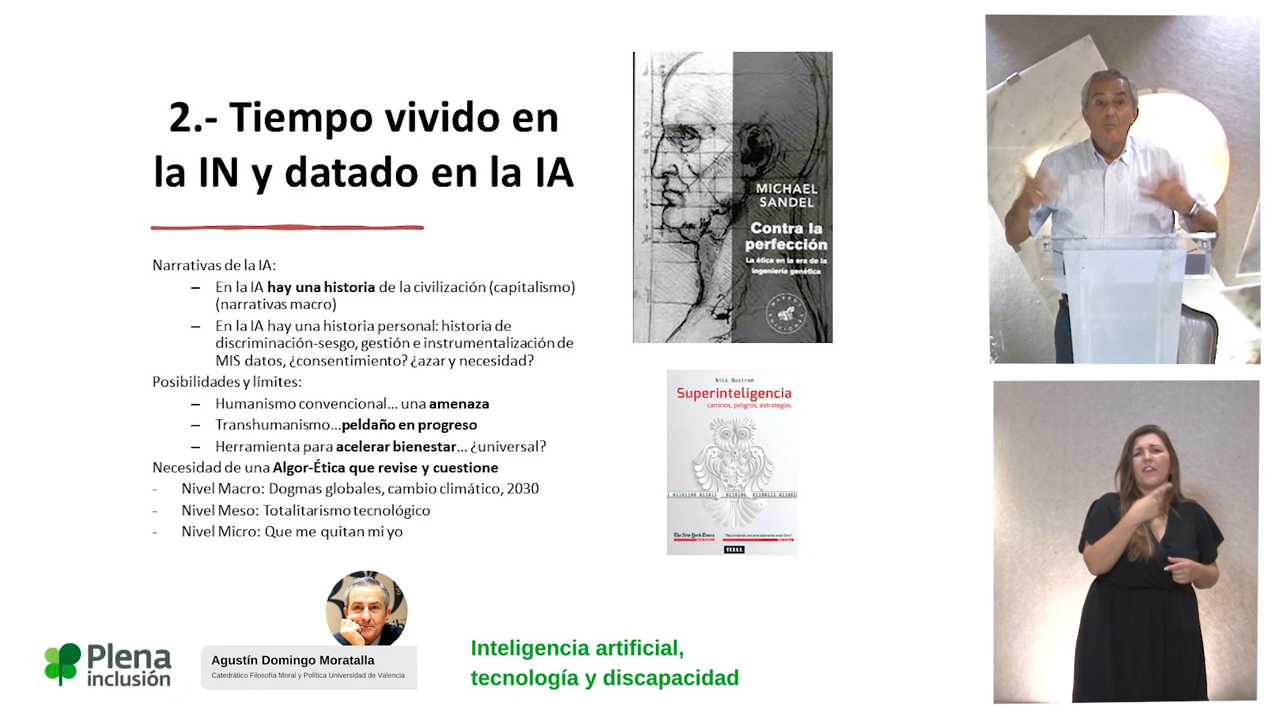 2.- Tiempo vivido en
la IN y datado en la IA
Narrativas de la IA:
– En la IA hay una historia de la civilización (capitalismo)
(narrativas macro)
– En la IA hay una historia personal: historia de
discriminación-sesgo, gestión e instrumentalización de
MIS datos, ¿consentimiento? ¿azar y necesidad?
Posibilidades y límites:
– Humanismo convencional... una amenaza
– Transhumanismo...peldaño en progreso
– Herramienta para acelerar bienestar... ¿universal?
Necesidad de una Algor-Ética que revise y cuestione
- Nivel Macro: Dogmas globales, cambio climático, 2030
- Nivel Meso: Totalitarismo tecnológico
- Nivel Micro: Que me quitan mi yo
MICHAEL
SANDEL
Contra la
perfección
La ética en la era de la
ingeniería genética
Nick Bostrom
Superinteligencia
caminos, peligros, estrategias
The New York Times
TEELL
Plena
inclusión
Agustín Domingo Moratalla
Catedrático Filosofía Moral y Política Universidad de Valencia
Inteligencia artificial,
tecnología y discapacidad